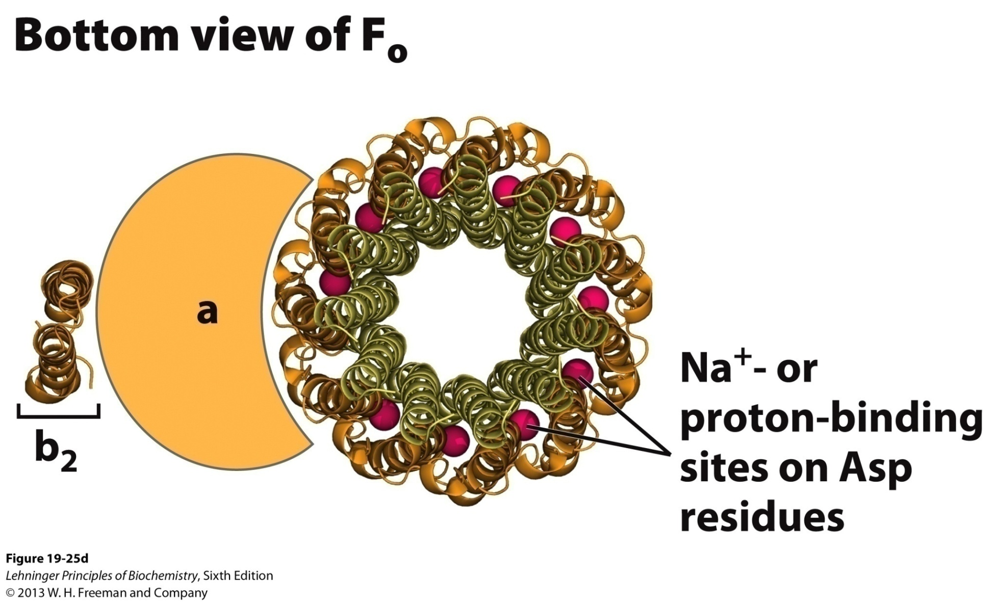 Bottom view of Fₒ
a
b₂
Na⁺- or
proton-binding
sites on Asp
residues
Figure 19-25d
Lehninger Principles of Biochemistry, Sixth Edition
© 2013 W. H. Freeman and Company